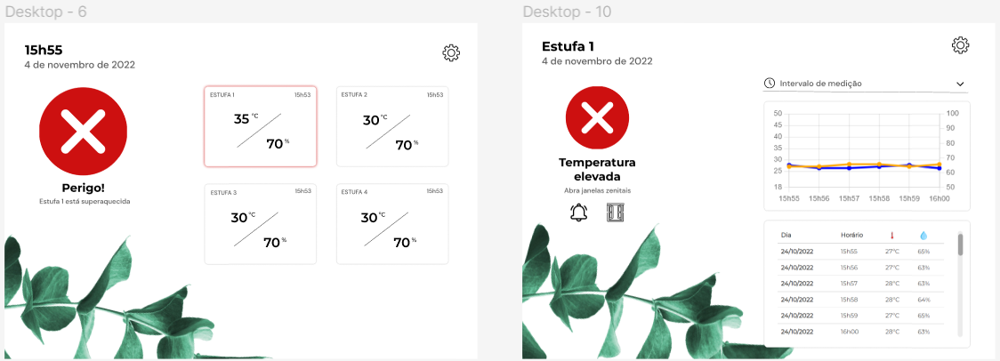 Desktop - 6
15h55
4 de novembro de 2022
Perigo!
Estufa 1 está superaquecida
ESTUFA 1 15h53
35 °C
70 %
ESTUFA 2 15h53
30 °C
70 %
ESTUFA 3 15h53
30 °C
70 %
ESTUFA 4 15h53
30 °C
70 %
Desktop - 10
Estufa 1
4 de novembro de 2022
Temperatura
elevada
Abra janelas zenitais
Intervalo de medição
50 100
45 90
40 80
35
30 70
25 60
18 50
15h55 15h56 15h57 15h58 15h59 16h00
Dia Horário
24/10/2022 15h55 27°C 65%
24/10/2022 15h56 27°C 63%
24/10/2022 15h57 28°C 63%
24/10/2022 15h58 28°C 64%
24/10/2022 15h59 27°C 65%
24/10/2022 16h00 28°C 63%